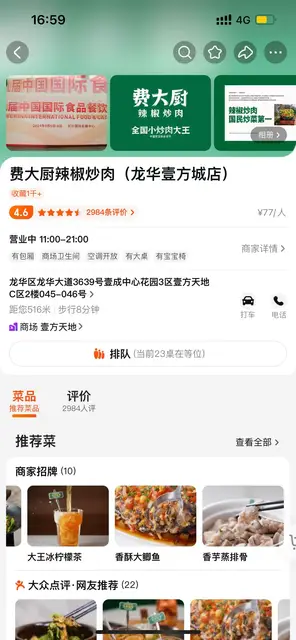 16:59
4G
届中国国际食
届中国国际食品餐饮
费大厨
辣椒炒肉
全国小炒肉大王
辣椒炒肉
国民炒菜第一
相册
费大厨辣椒炒肉（龙华壹方城店）
收藏1千+
4.6
2984条评价
¥77/人
营业中 11:00-21:00
商家详情
有包厢 商场卫生间 空调开放 有大桌 有宝宝椅
龙华区龙华大道3639号壹成中心花园3区壹方天地
C区2楼045-046号
距您516米 步行8分钟
打车
电话
商场 壹方天地
排队 (当前23桌在等位)
菜品
推荐菜品
评价
2984人评
推荐菜
查看全部
商家招牌 (10)
大王冰柠檬茶
香酥大鲫鱼
香芋蒸排骨
大众点评·网友推荐 (22)